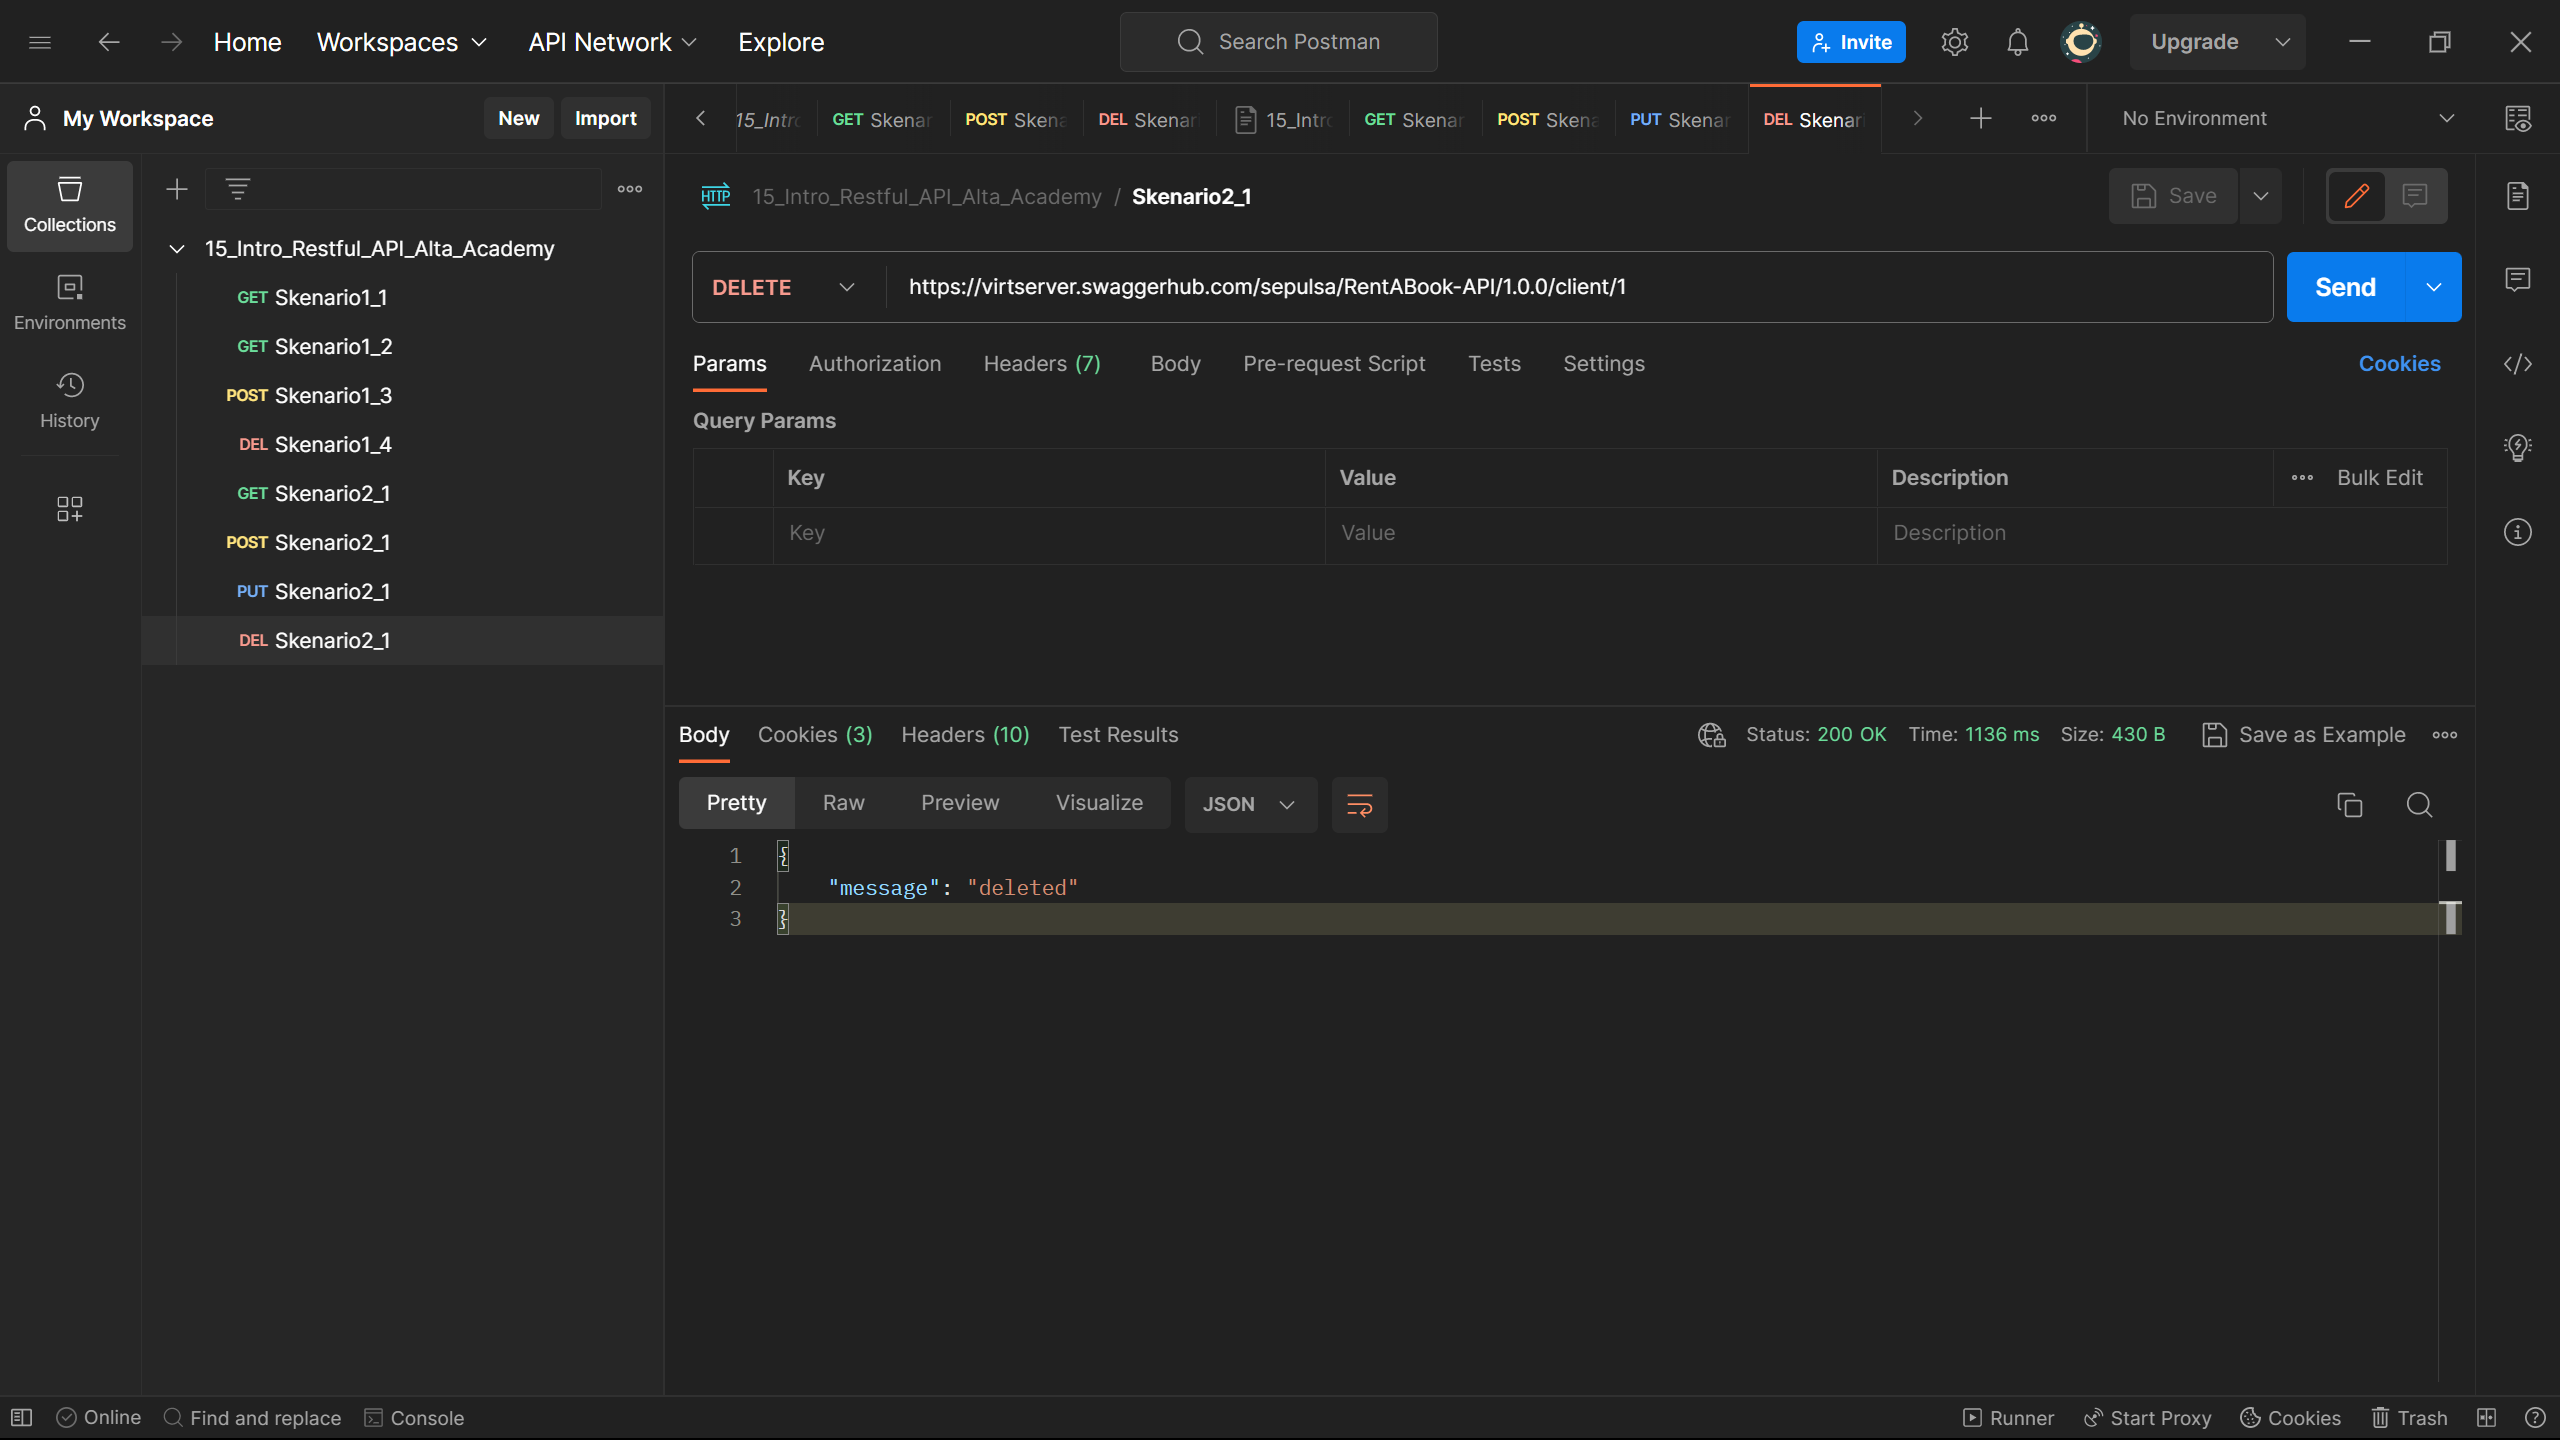 Home Workspaces API Network Explore Search Postman Invite Upgrade
My Workspace New Import
15_Intro GET Skenar POST Skena DEL Skenari 15_Intro GET Skenar POST Skena PUT Skenar DEL Skenari No Environment
Collections
Environments
History
15_Intro_Restful_API_Alta_Academy
GET Skenario1_1
GET Skenario1_2
POST Skenario1_3
DEL Skenario1_4
GET Skenario2_1
POST Skenario2_1
PUT Skenario2_1
DEL Skenario2_1
HTTP 15_Intro_Restful_API_Alta_Academy / Skenario2_1 Save
DELETE https://virtserver.swaggerhub.com/sepulsa/RentABook-API/1.0.0/client/1 Send
Params Authorization Headers (7) Body Pre-request Script Tests Settings Cookies
Query Params
Key Value Description Bulk Edit
Key Value Description
Body Cookies (3) Headers (10) Test Results Status: 200 OK Time: 1136 ms Size: 430 B Save as Example
Pretty Raw Preview Visualize JSON
1 {
2 "message": "deleted"
3 }
Online Find and replace Console Runner Start Proxy Cookies Trash